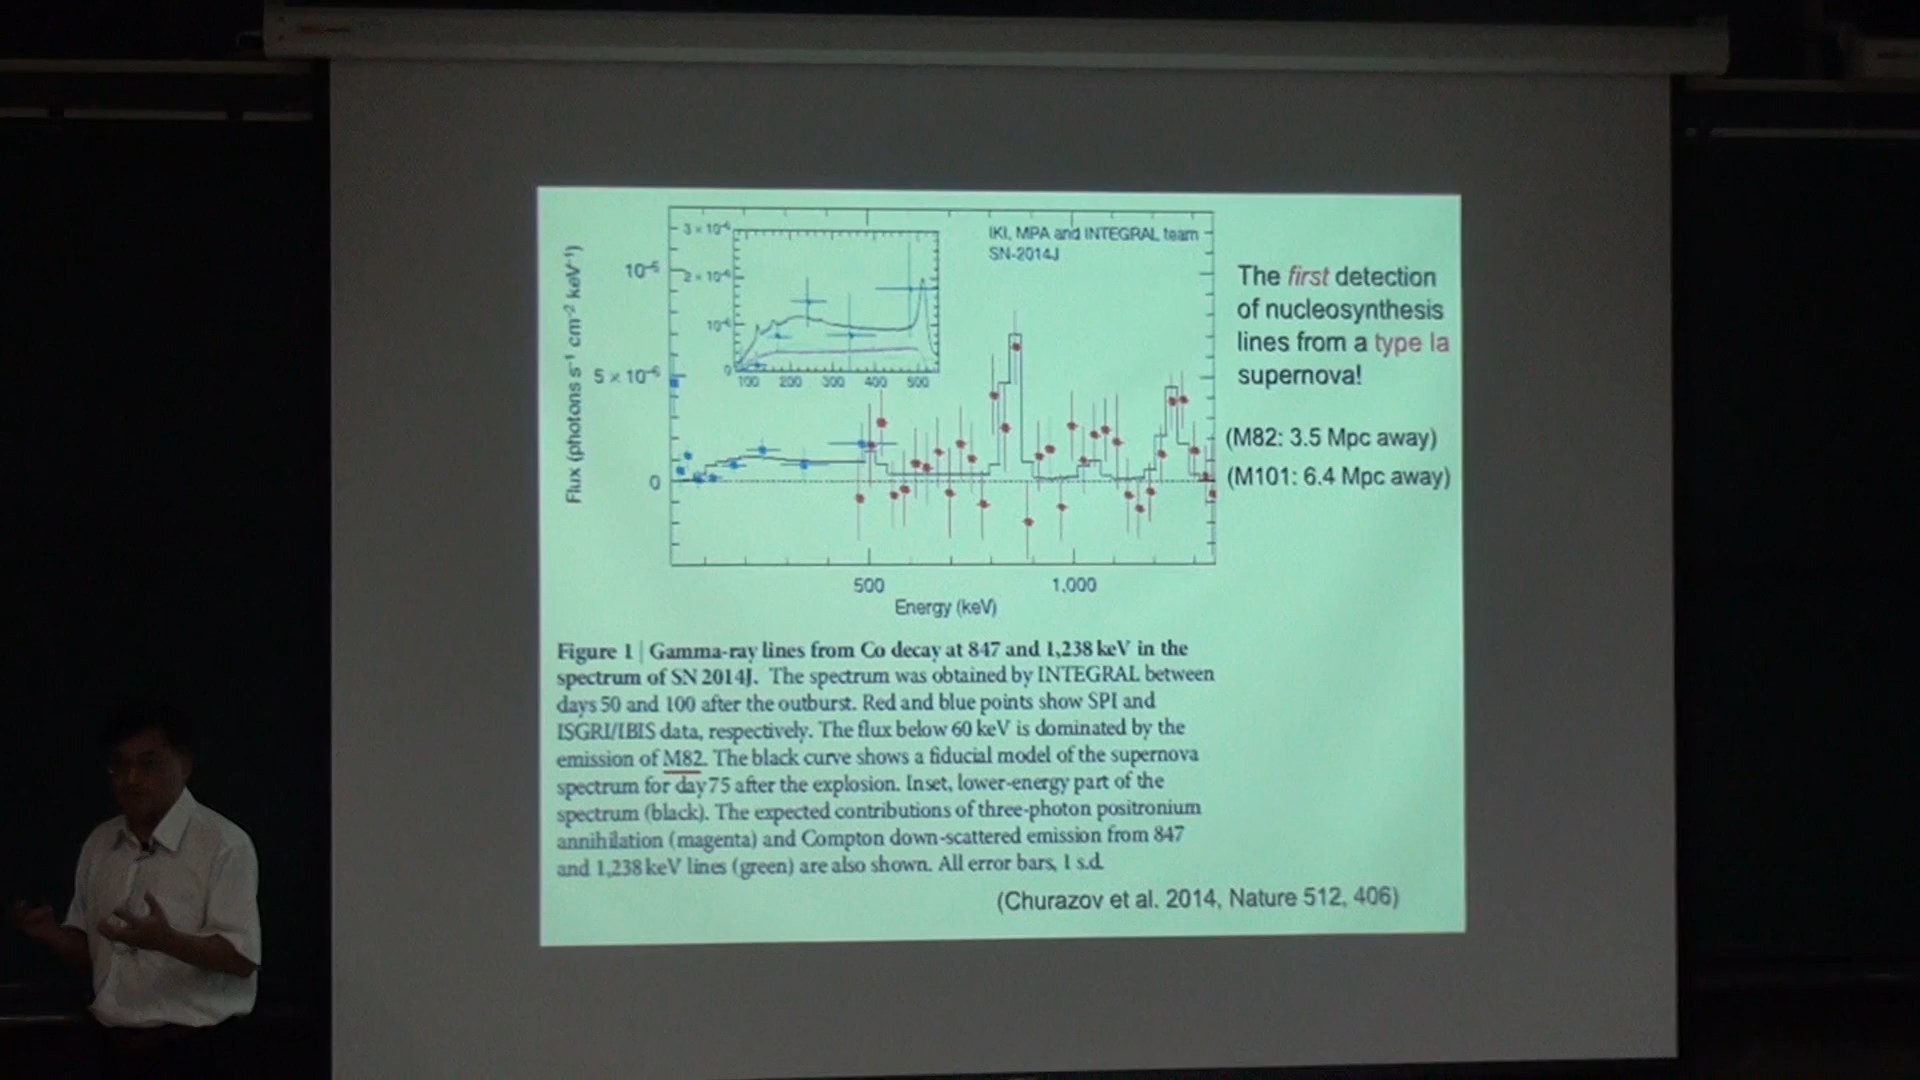 3 × 10⁻⁶
2 × 10⁻⁶
10⁻⁶
0
100 200 300 400 500
IKI, MPA and INTEGRAL team
SN-2014J
10⁻⁵
5 × 10⁻⁶
0
Flux (photons s⁻¹ cm⁻² keV⁻¹)
500 1,000
Energy (keV)
The first detection
of nucleosynthesis
lines from a type Ia
supernova!
(M82: 3.5 Mpc away)
(M101: 6.4 Mpc away)
Figure 1 | Gamma-ray lines from Co decay at 847 and 1,238 keV in the
spectrum of SN 2014J. The spectrum was obtained by INTEGRAL between
days 50 and 100 after the outburst. Red and blue points show SPI and
ISGRI/IBIS data, respectively. The flux below 60 keV is dominated by the
emission of M82. The black curve shows a fiducial model of the supernova
spectrum for day 75 after the explosion. Inset, lower-energy part of the
spectrum (black). The expected contributions of three-photon positronium
annihilation (magenta) and Compton down-scattered emission from 847
and 1,238 keV lines (green) are also shown. All error bars, 1 s.d.
(Churazov et al. 2014, Nature 512, 406)